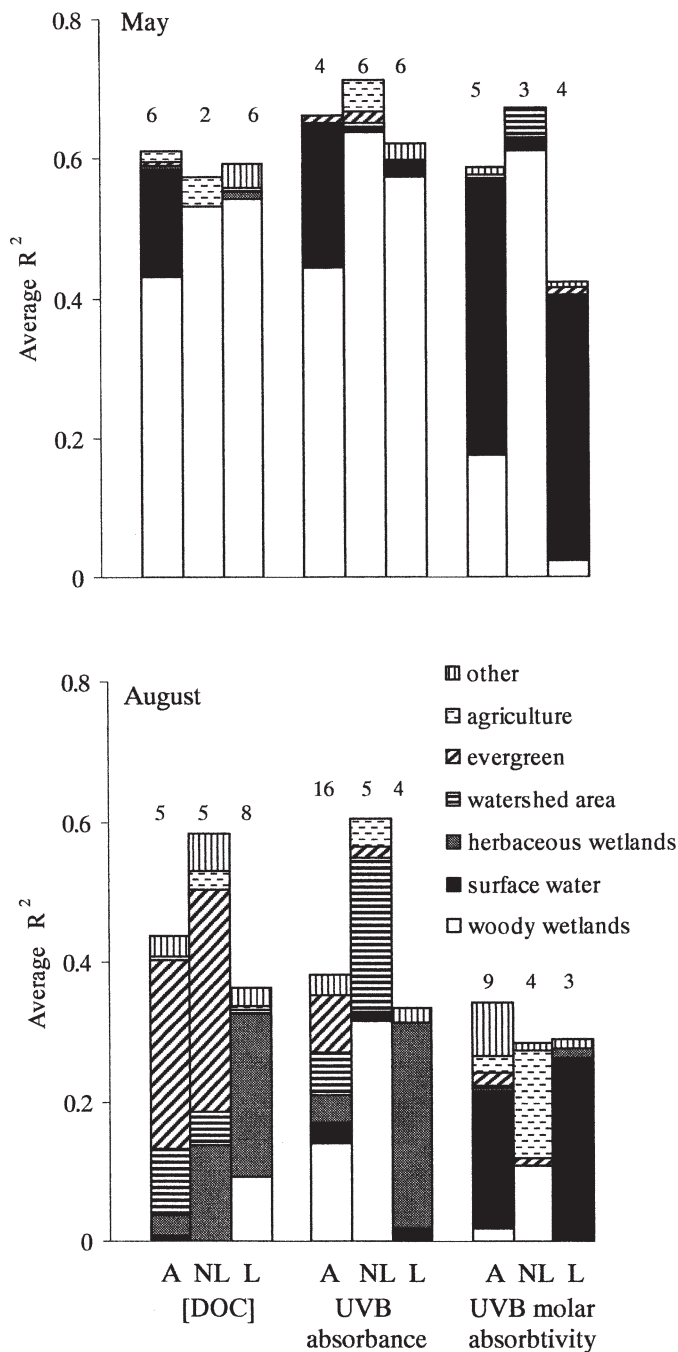 0.8
May
4 6 6
5 3 4
6 2 6
0.6
Average R²
0.4
0.2
0
0.8
August
other
agriculture
evergreen
watershed area
herbaceous wetlands
surface water
woody wetlands
16 5 4
5 5 8
0.6
Average R²
0.4
9 4 3
0.2
0
A NL L A NL L A NL L
[DOC] UVB UVB molar
absorbance absorbtivity